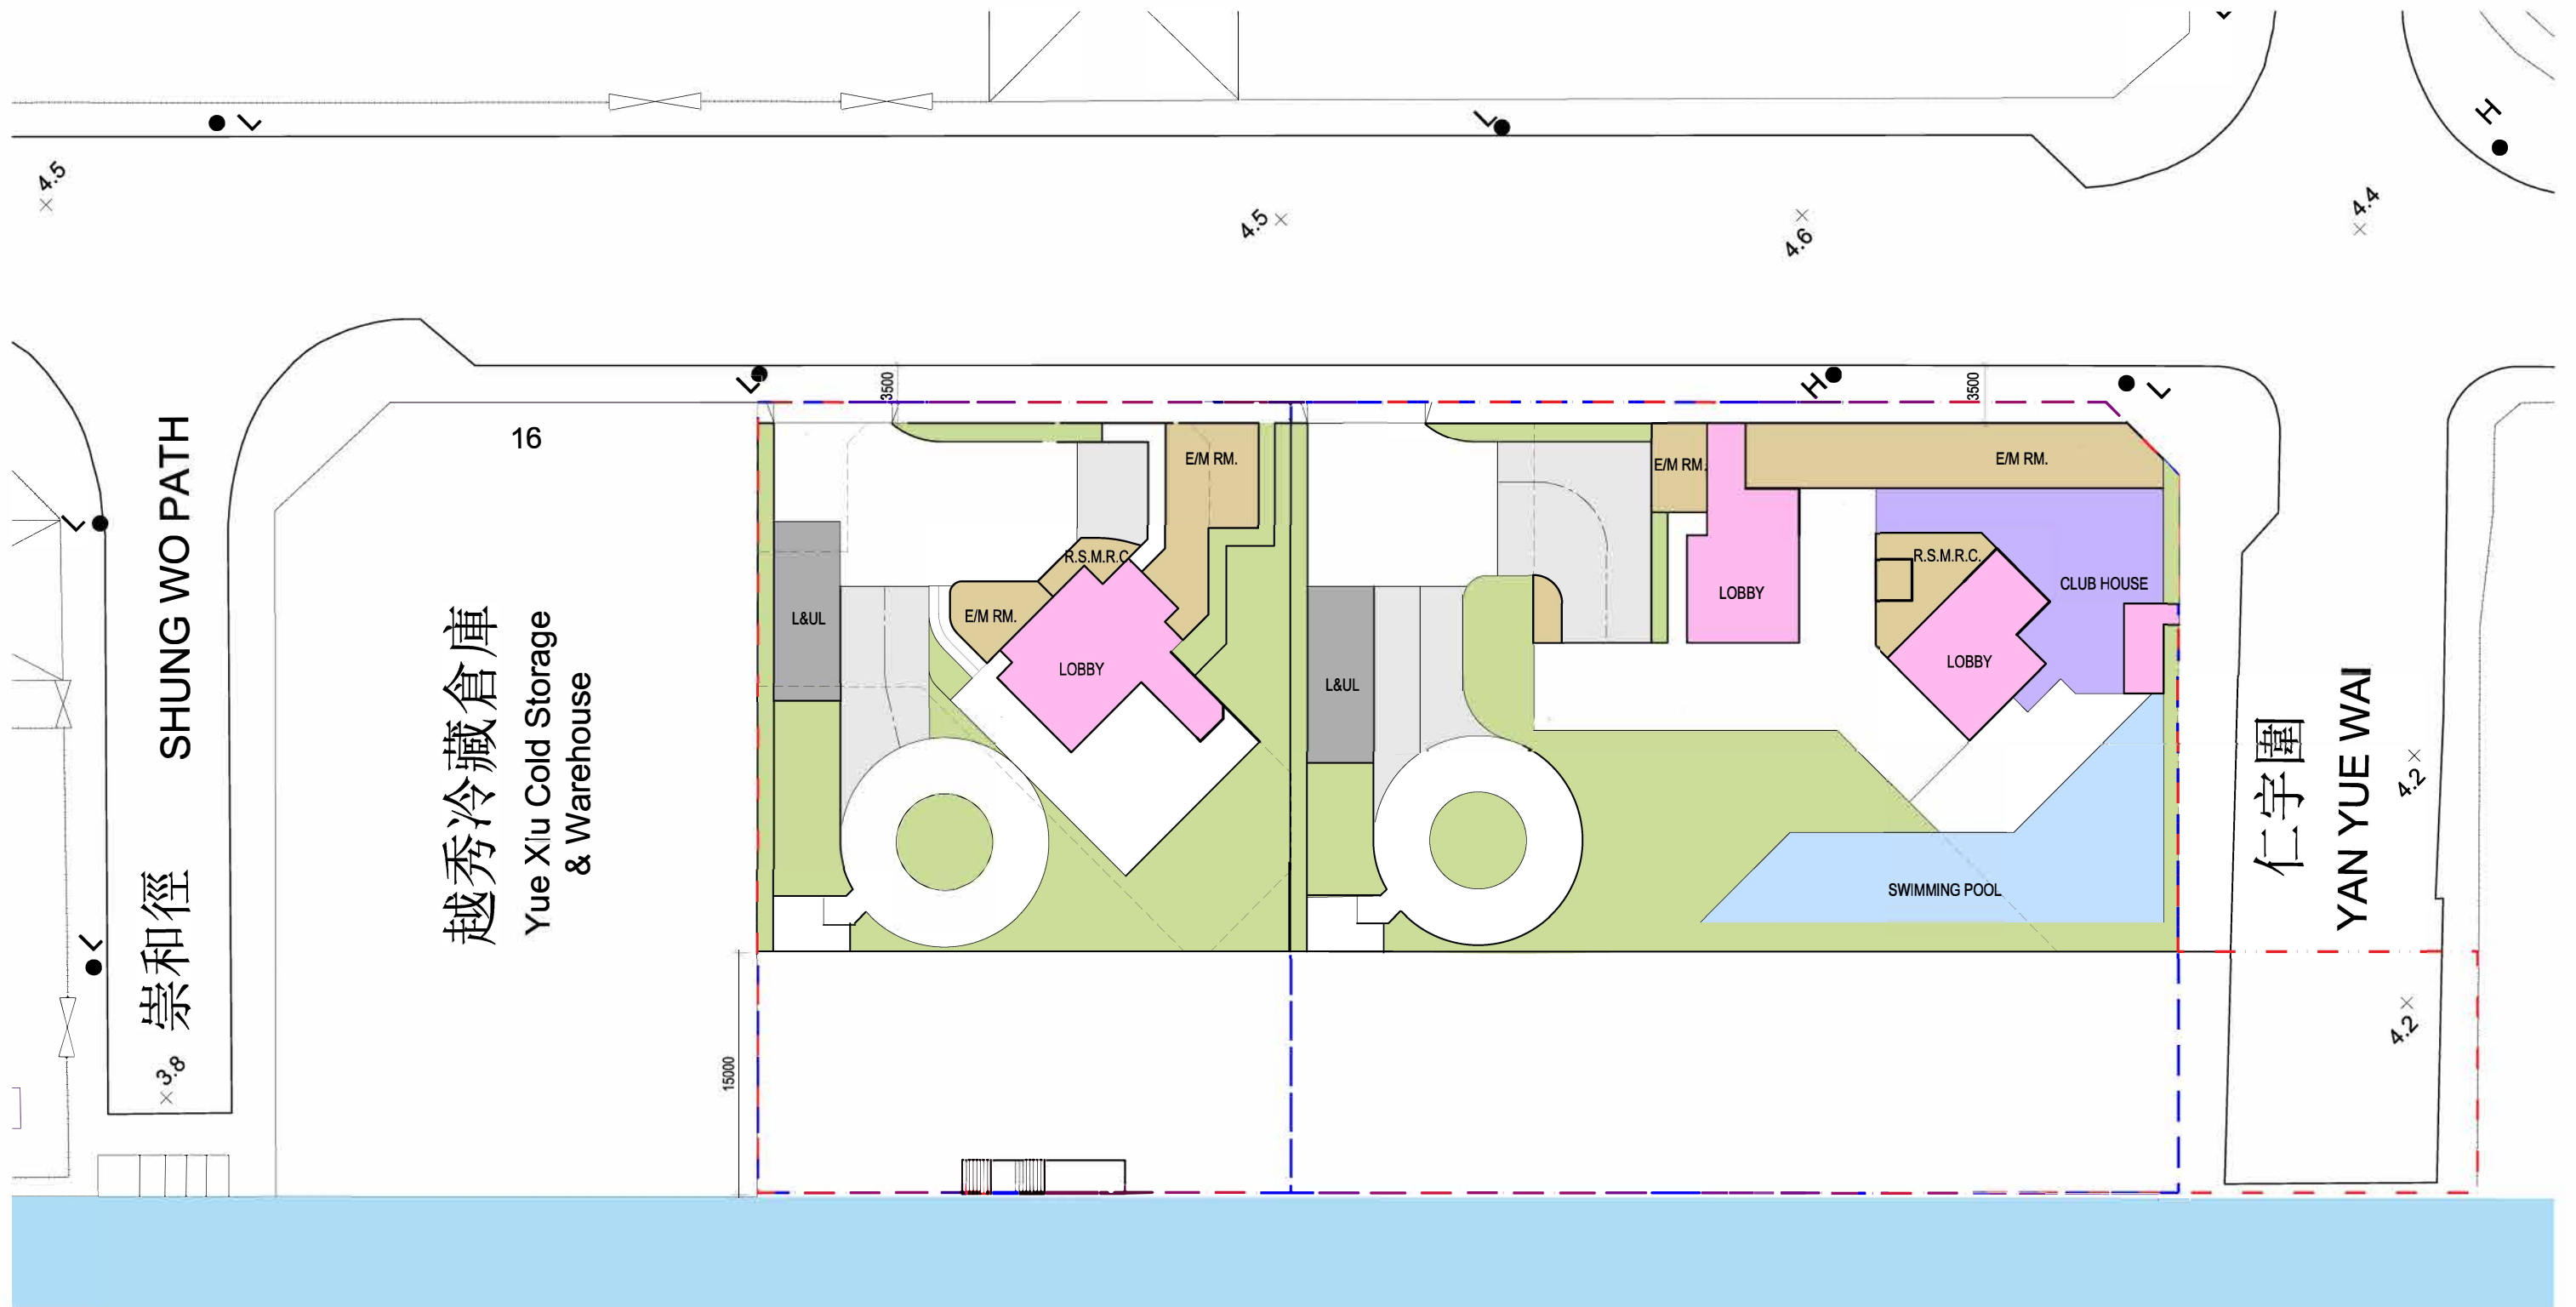 L
L
H
4.5
4.5
4.6
4.4
L
3500
H
3500
L
16
SHUNG WO PATH
崇和徑
L
L
3.8
越秀冷藏倉庫
Yue Xiu Cold Storage
& Warehouse
E/M RM.
R.S.M.R.C.
L&UL
E/M RM.
LOBBY
E/M RM.
E/M RM.
LOBBY
R.S.M.R.C.
CLUB HOUSE
LOBBY
L&UL
SWIMMING POOL
仁宇圍
YAN YUE WAI
4.2
4.2
15000